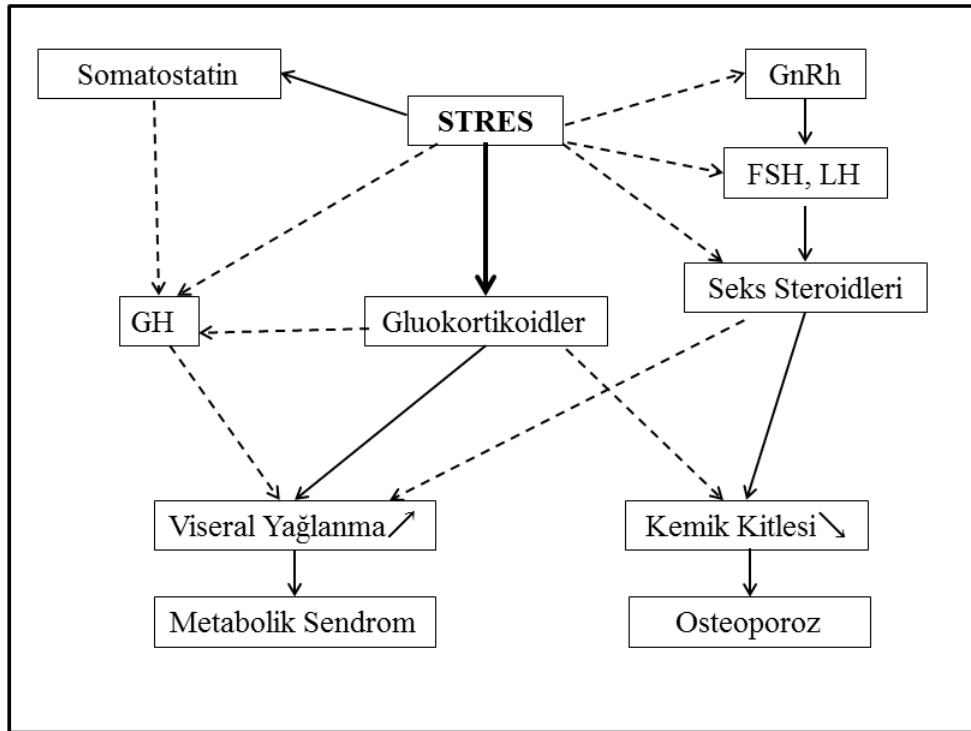 Somatostatin
GnRh
STRES
FSH, LH
Seks Steroidleri
GH
Gluokortikoidler
Viseral Yağlanma↗
Kemik Kitlesi↘
Metabolik Sendrom
Osteoporoz